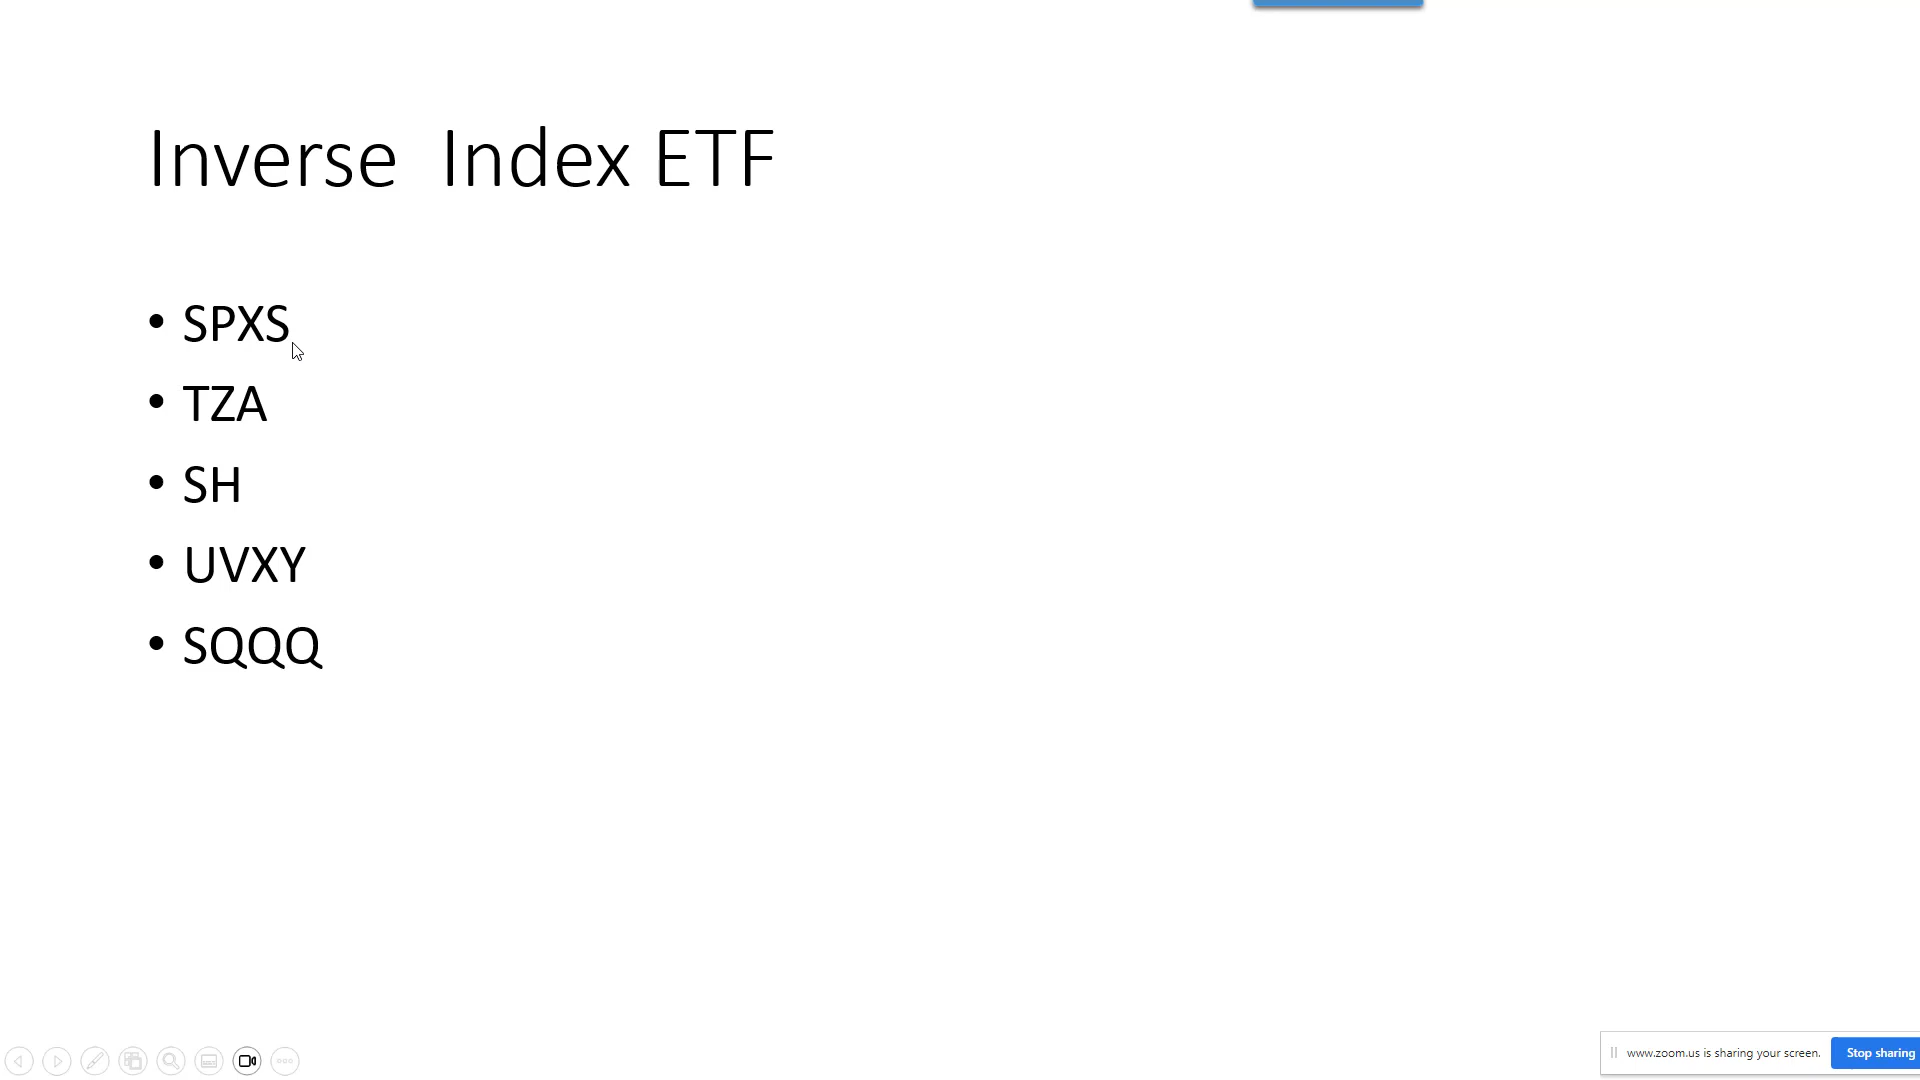 Inverse  Index ETF
• SPXS
• TZA
• SH
• UVXY
• SQQQ
www.zoom.us is sharing your screen.
Stop sharing